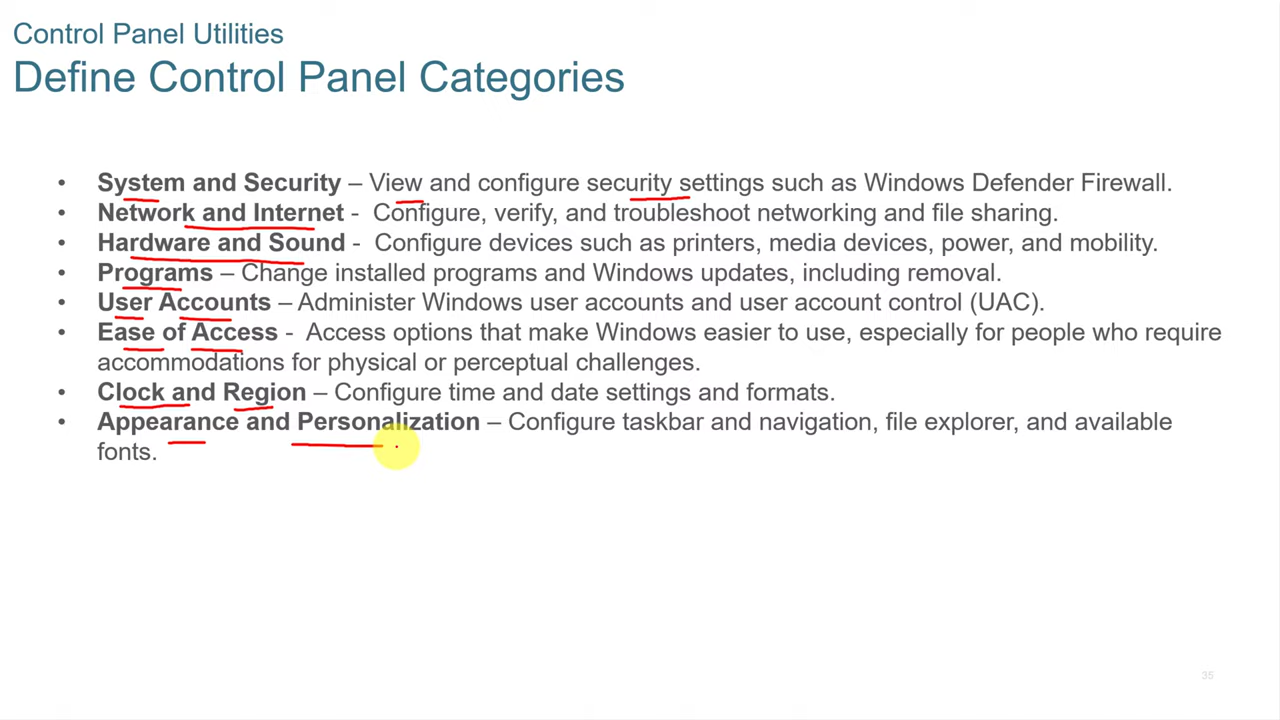 Control Panel Utilities
Define Control Panel Categories
• System and Security – View and configure security settings such as Windows Defender Firewall.
• Network and Internet - Configure, verify, and troubleshoot networking and file sharing.
• Hardware and Sound - Configure devices such as printers, media devices, power, and mobility.
• Programs – Change installed programs and Windows updates, including removal.
• User Accounts – Administer Windows user accounts and user account control (UAC).
• Ease of Access - Access options that make Windows easier to use, especially for people who require
accommodations for physical or perceptual challenges.
• Clock and Region – Configure time and date settings and formats.
• Appearance and Personalization – Configure taskbar and navigation, file explorer, and available
fonts.
35